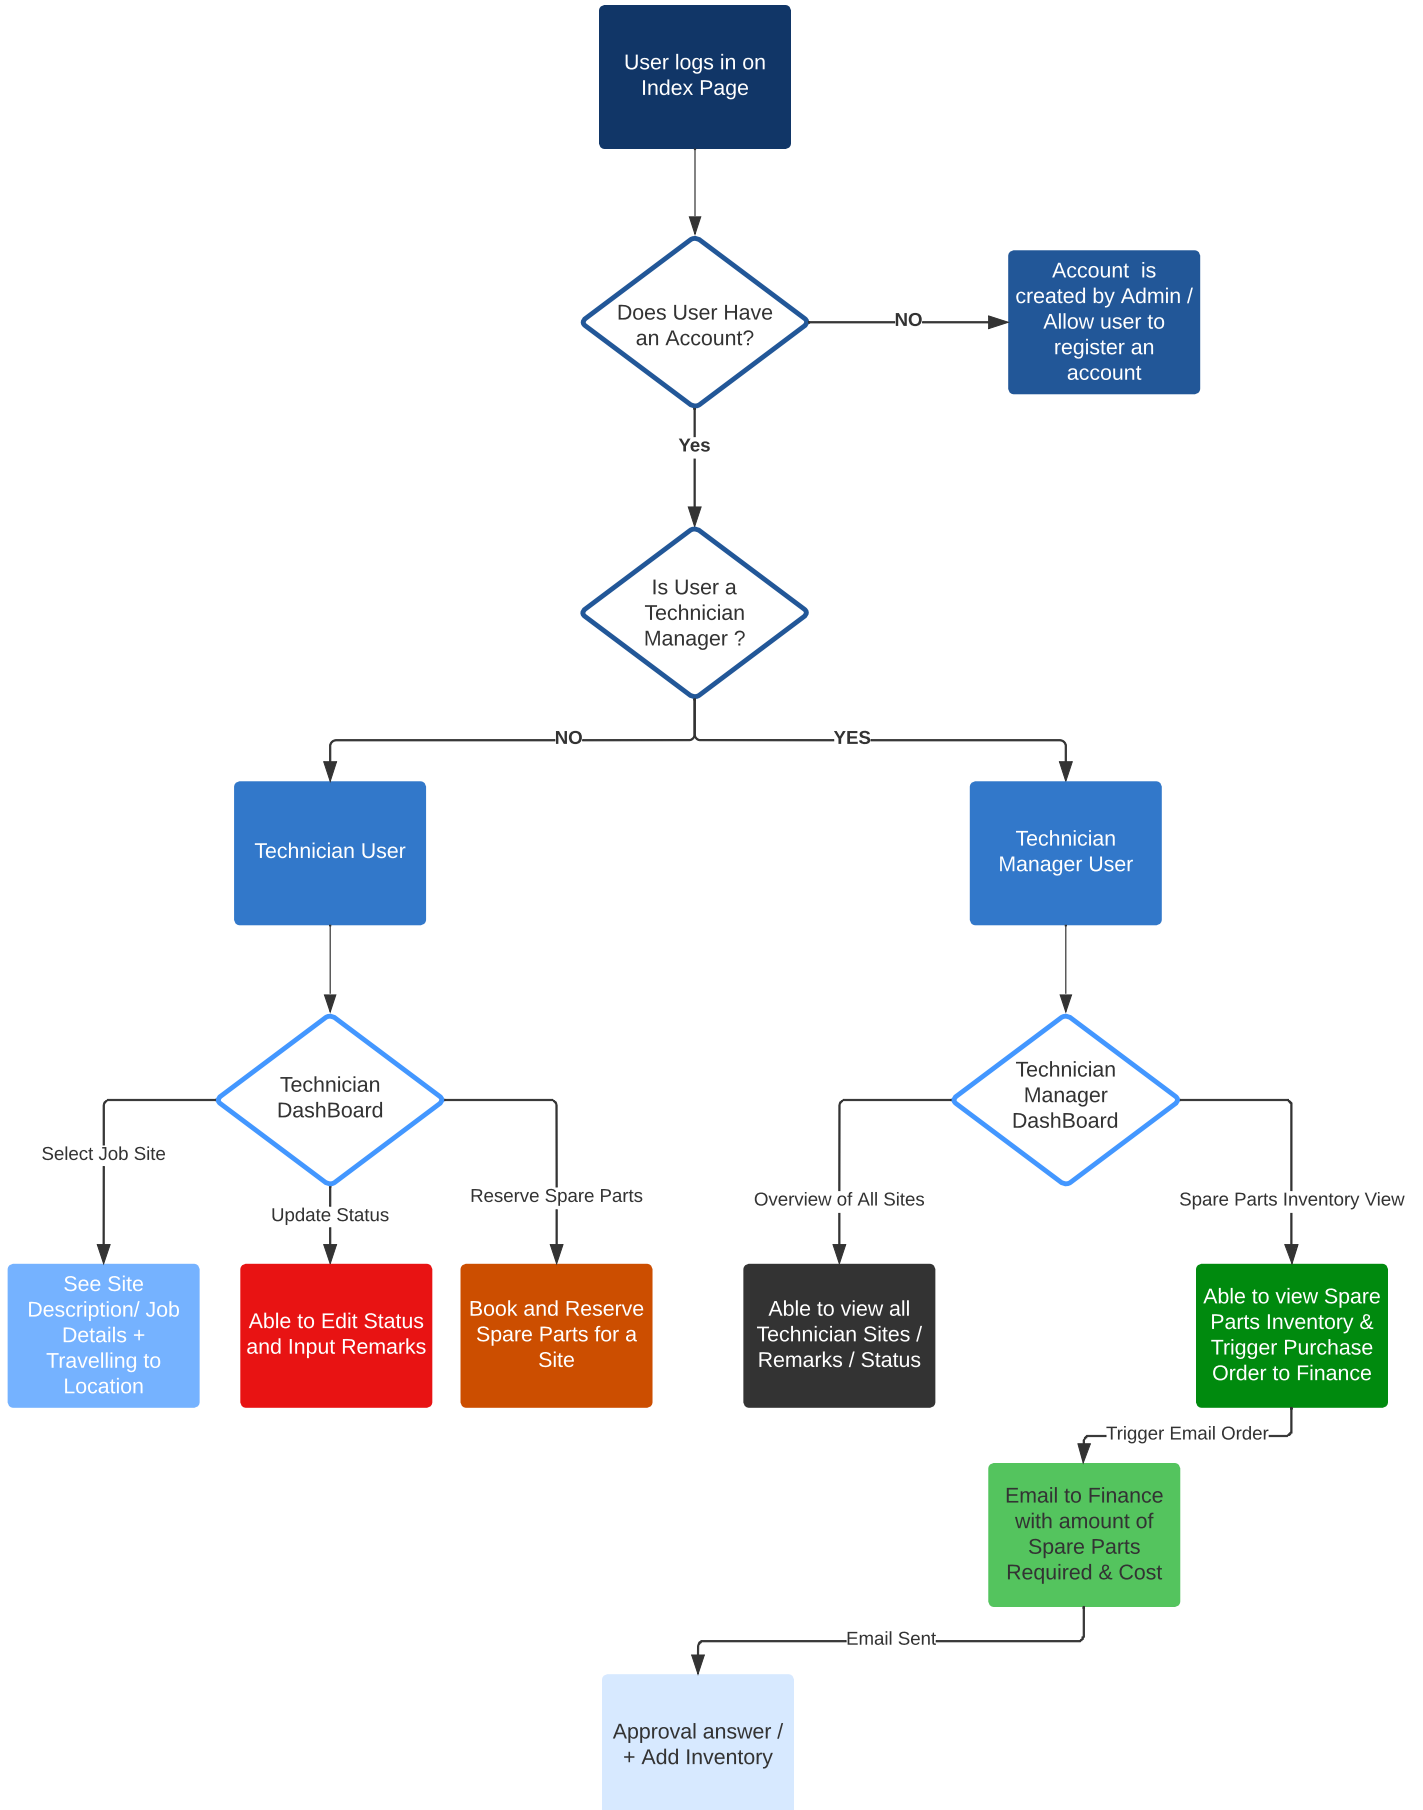 User logs in on
Index Page
Does User Have
an Account?
NO
Account  is
created by Admin /
Allow user to
register an
account
Yes
Is User a
Technician
Manager ?
NO
YES
Technician User
Technician
Manager User
Technician
DashBoard
Technician
Manager
DashBoard
Select Job Site
Update Status
Reserve Spare Parts
Overview of All Sites
Spare Parts Inventory View
See Site
Description/ Job
Details +
Travelling to
Location
Able to Edit Status
and Input Remarks
Book and Reserve
Spare Parts for a
Site
Able to view all
Technician Sites /
Remarks / Status
Able to view Spare
Parts Inventory &
Trigger Purchase
Order to Finance
Trigger Email Order
Email to Finance
with amount of
Spare Parts
Required & Cost
Email Sent
Approval answer /
+ Add Inventory